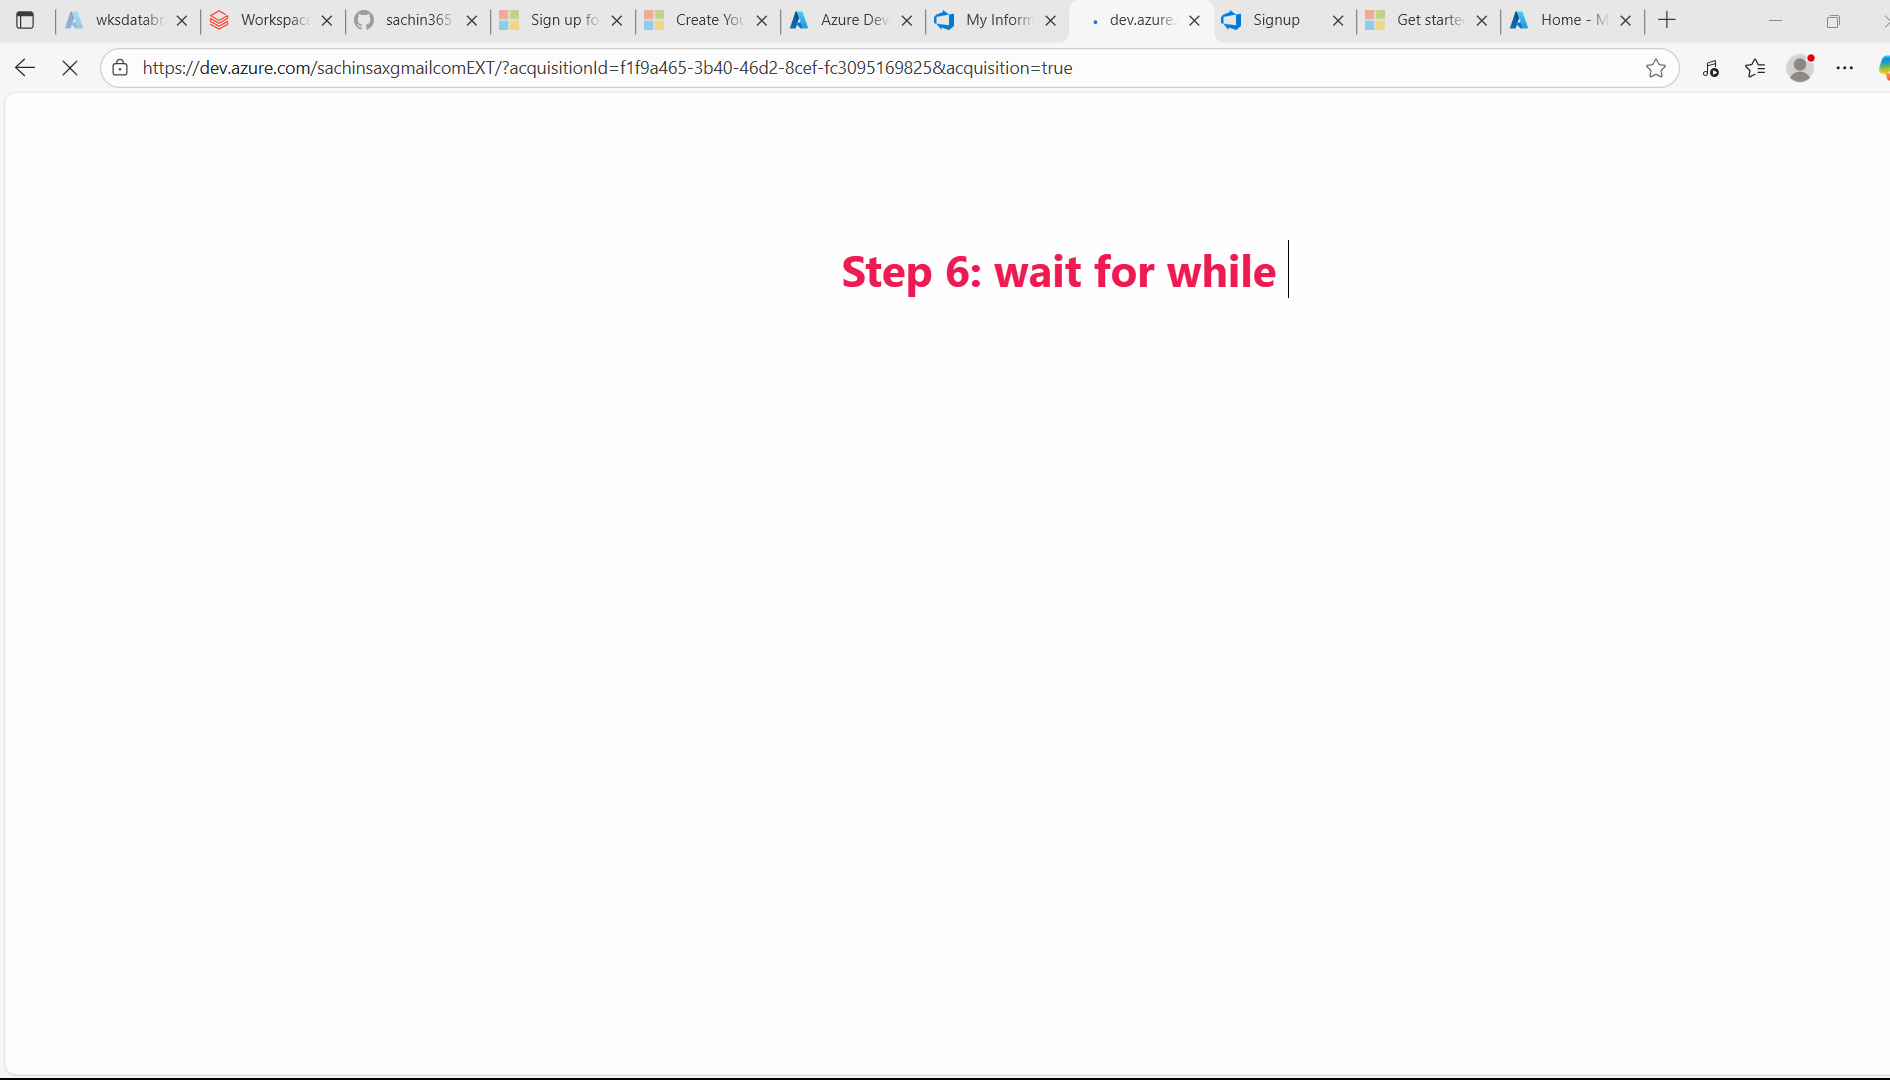 wksdatabr
Workspace
sachin365
Sign up fo
Create You
Azure Dev
My Inform
dev.azure.
Signup
Get starte
Home - M
https://dev.azure.com/sachinsaxgmailcomEXT/?acquisitionId=f1f9a465-3b40-46d2-8cef-fc3095169825&acquisition=true
Step 6: wait for while